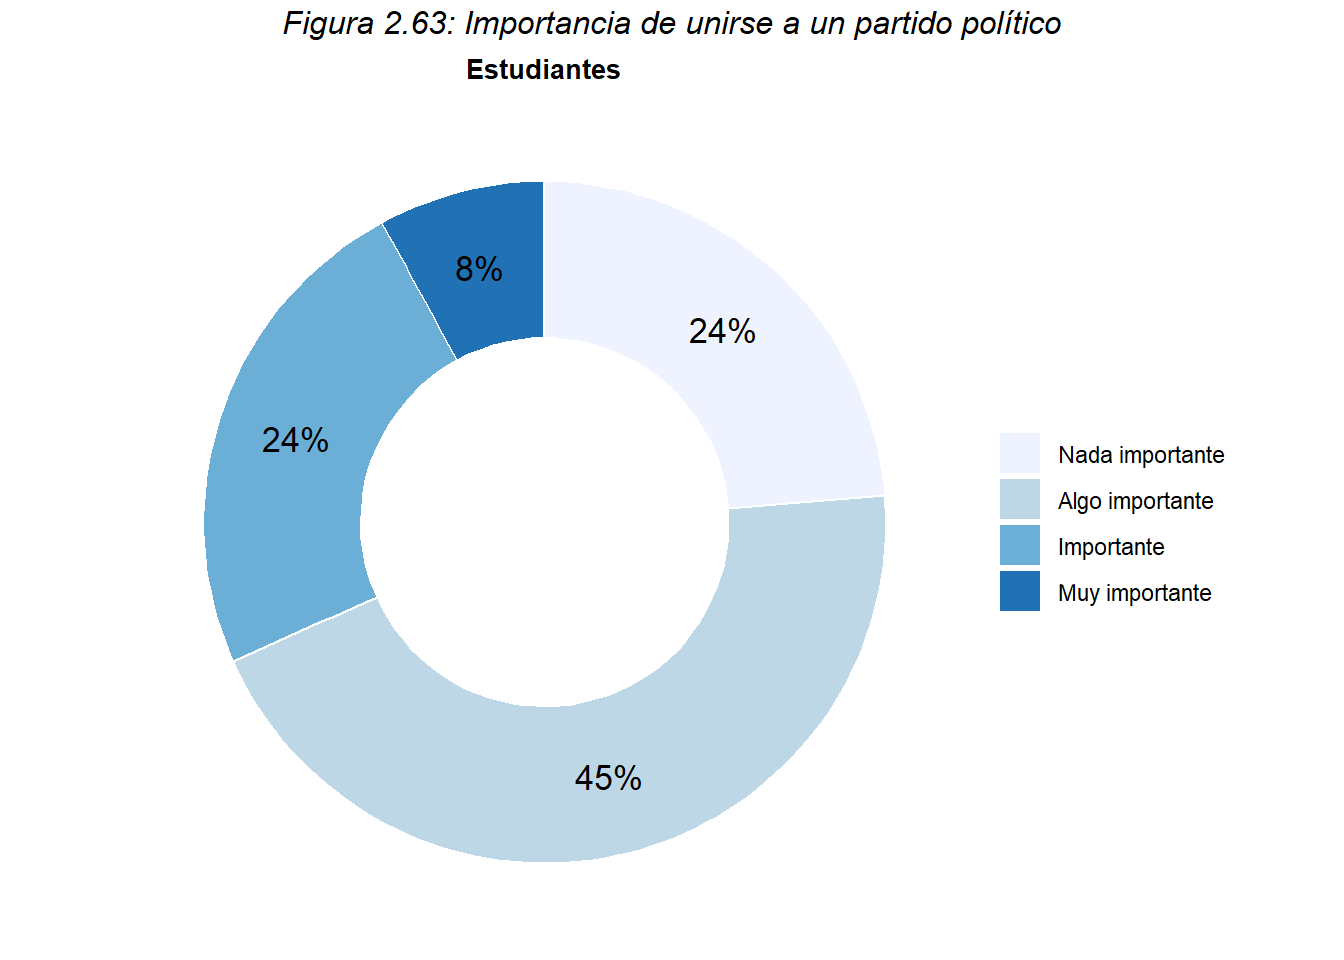 Figura 2.63: Importancia de unirse a un partido político
Estudiantes
8%
24%
24%
45%
Nada importante
Algo importante
Importante
Muy importante